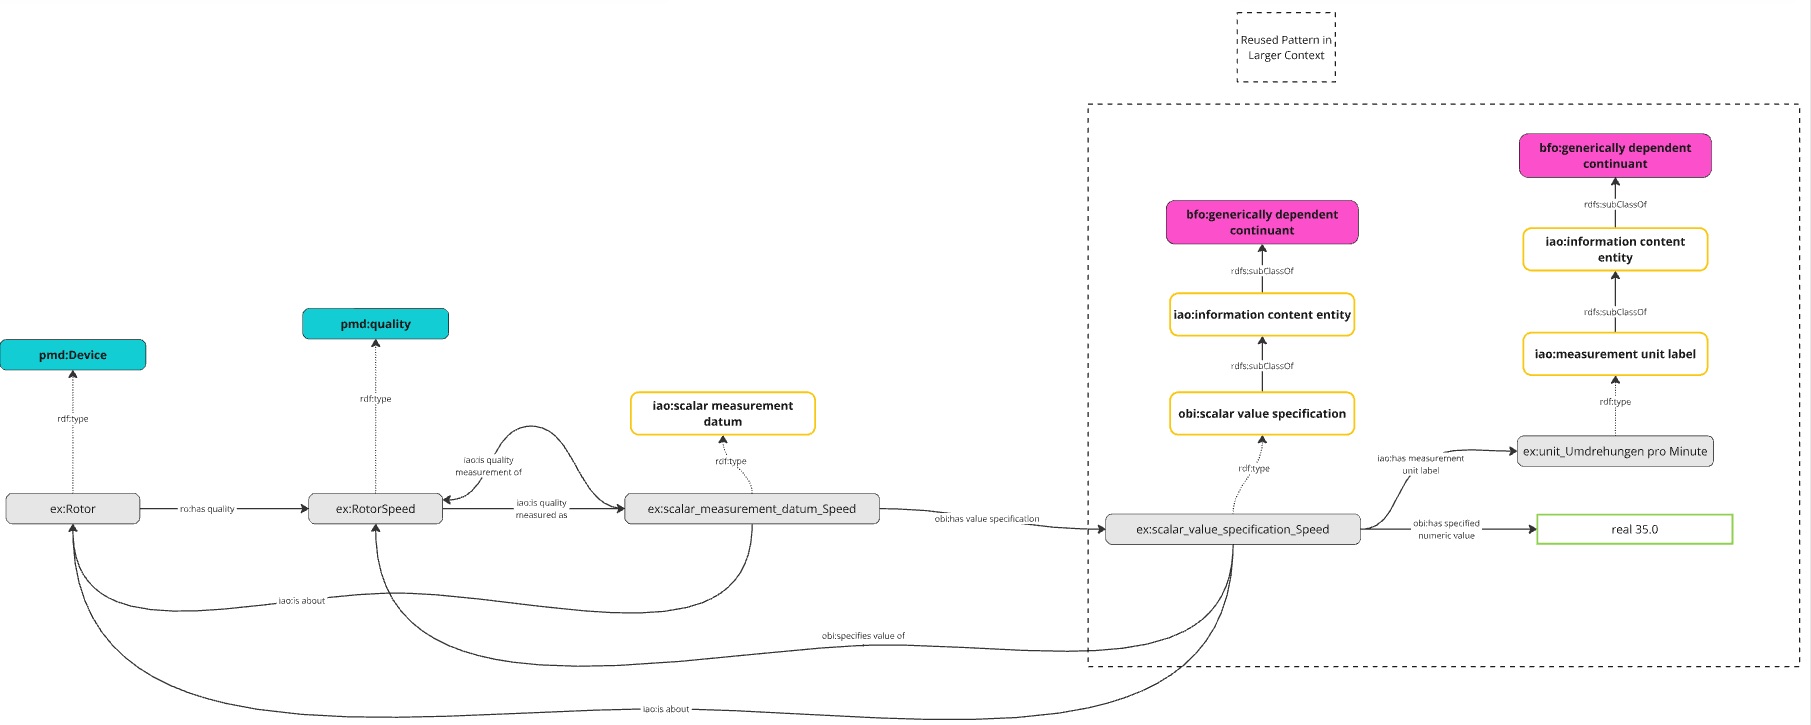 Reused Pattern in
Larger Context
bfo:generically dependent
continuant
rdfs:subClassOf
iao:information content
entity
rdfs:subClassOf
iao:measurement unit label
rdf:type
ex:unit_Umdrehungen pro Minute
bfo:generically dependent
continuant
rdfs:subClassOf
iao:information content entity
rdfs:subClassOf
obi:scalar value specification
rdf:type
pmd:Device
rdf:type
ex:Rotor
ro:has quality
pmd:quality
rdf:type
ex:RotorSpeed
iao:is quality
measurement of
iao:is quality
measured as
iao:scalar measurement
datum
rdf:type
ex:scalar_measurement_datum_Speed
obi:has value specification
ex:scalar_value_specification_Speed
iao:has measurement
unit label
obi:has specified
numeric value
real 35.0
iao:is about
obi:specifies value of
iao:is about